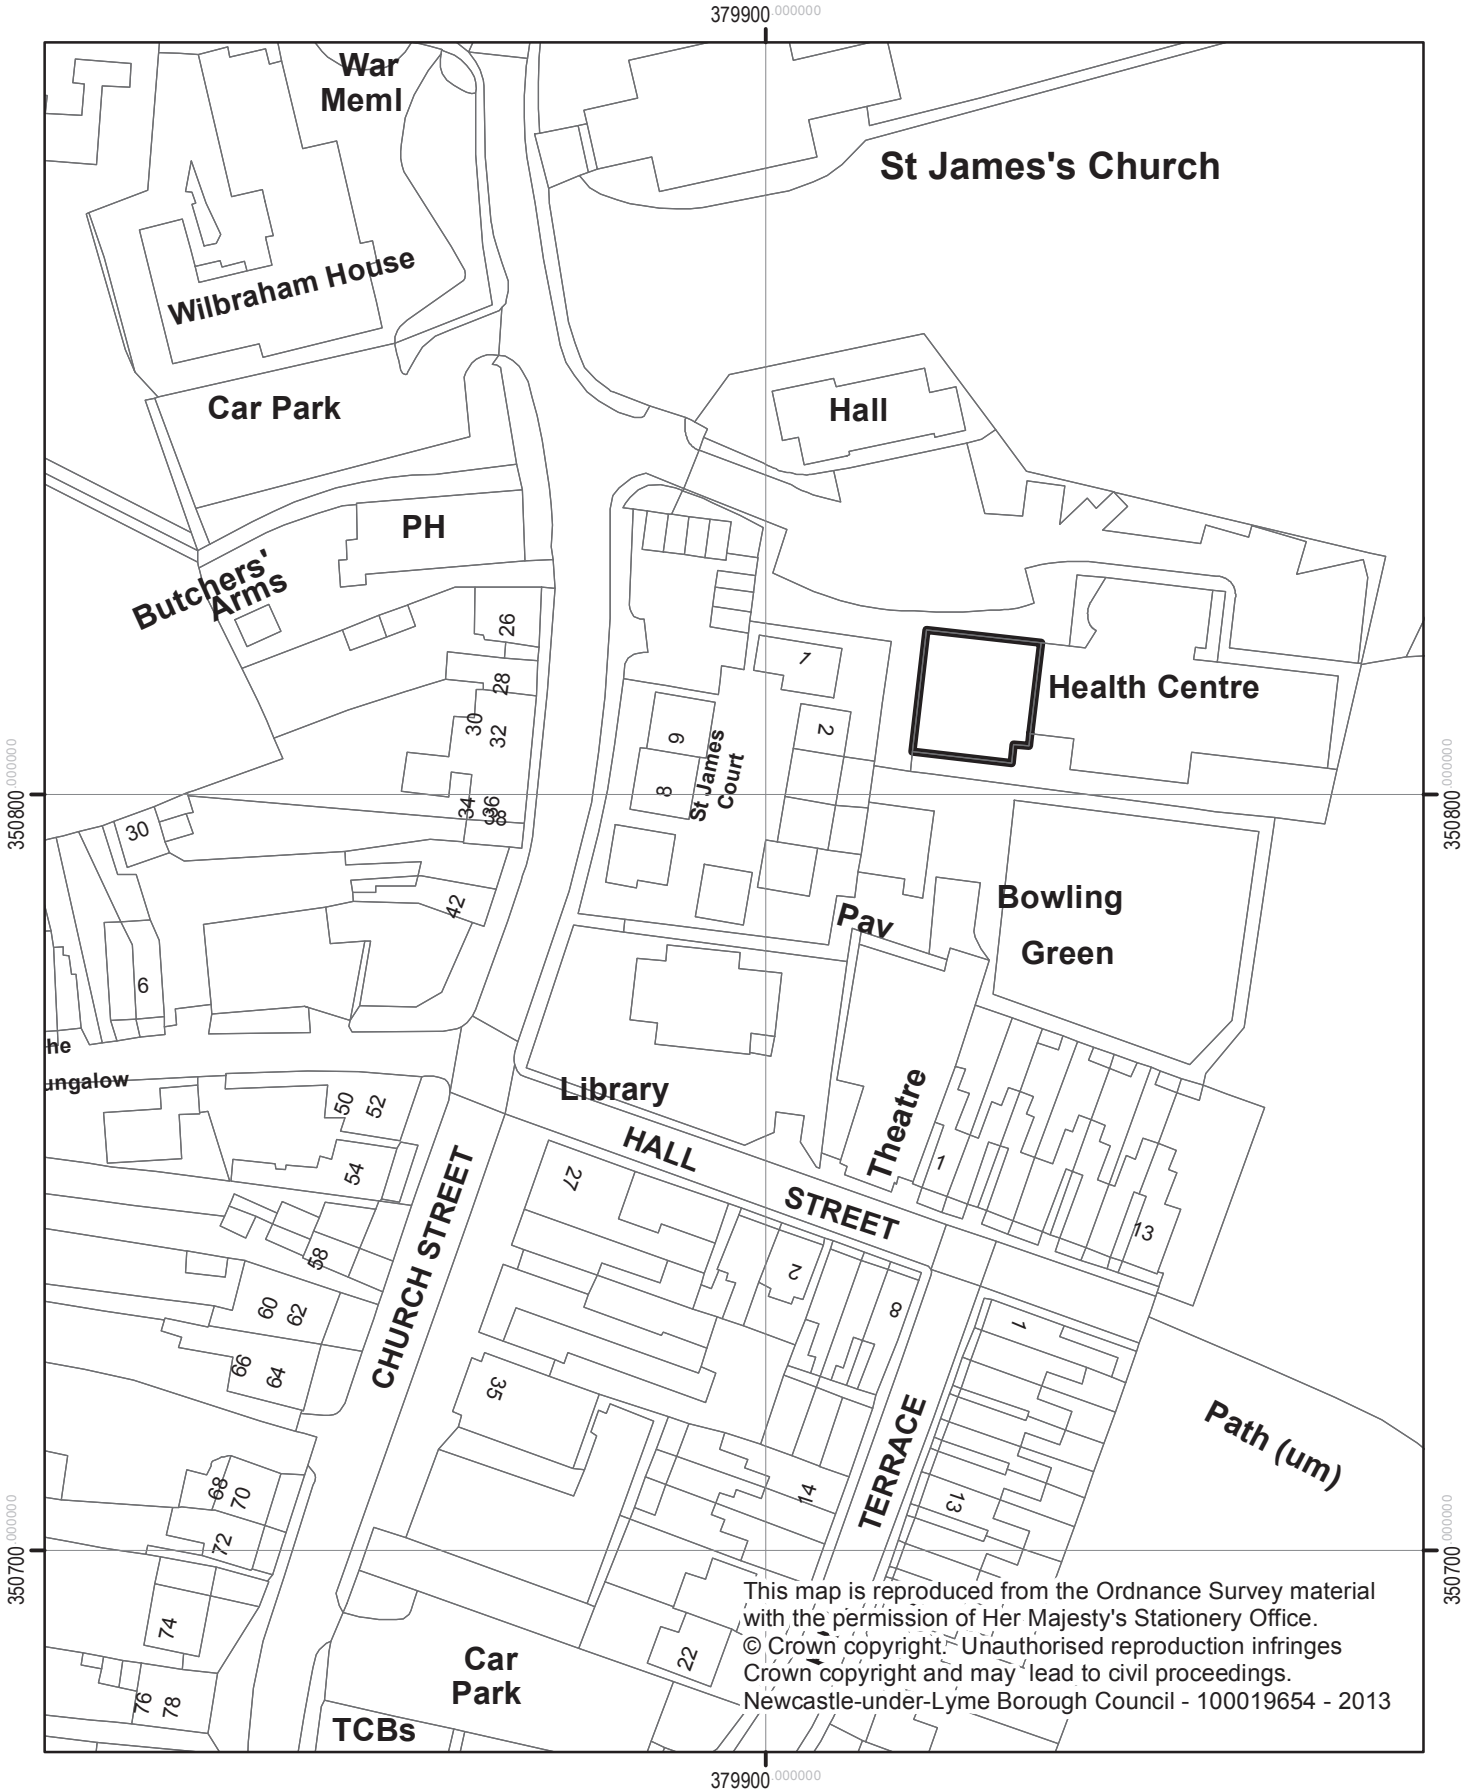 379900.000000
War
Meml
St James's Church
Wilbraham House
Car Park
Hall
PH
Butchers'
Arms
26
1
28
Health Centre
30
32
9
2
St James
Court
350800.000000
350800.000000
8
34
36
38
30
42
Bowling
Green
Pav
6
he
ungalow
Library
50
52
Theatre
HALL
STREET
1
54
27
13
CHURCH STREET
58
2
60
62
8
1
66
64
35
TERRACE
Path (um)
68
70
14
13
72
350700.000000
350700.000000
74
22
Car
Park
76
78
TCBs
This map is reproduced from the Ordnance Survey material
with the permission of Her Majesty's Stationery Office.
© Crown copyright. Unauthorised reproduction infringes
Crown copyright and may lead to civil proceedings.
Newcastle-under-Lyme Borough Council - 100019654 - 2013
379900.000000